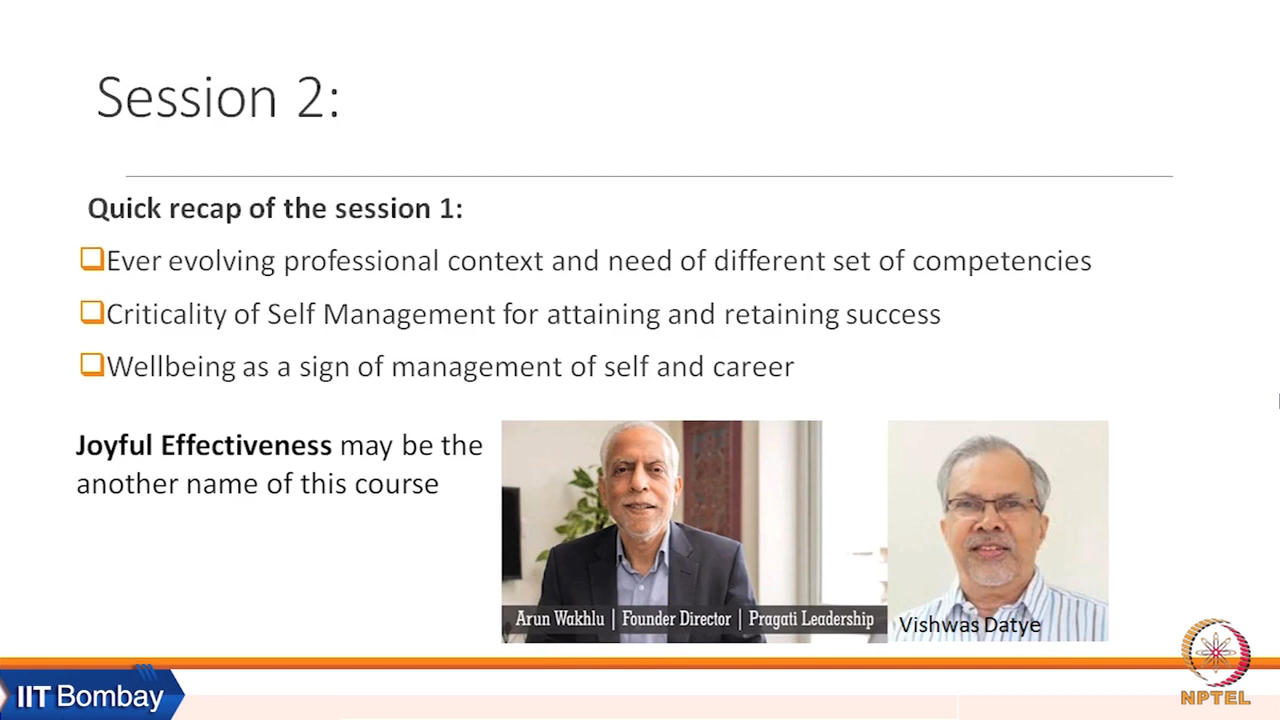 Session 2:
Quick recap of the session 1:
Ever evolving professional context and need of different set of competencies
Criticality of Self Management for attaining and retaining success
Wellbeing as a sign of management of self and career
Joyful Effectiveness may be the
another name of this course
Arun Wakhlu | Founder Director | Pragati Leadership
Vishwas Datye
IIT Bombay
NPTEL